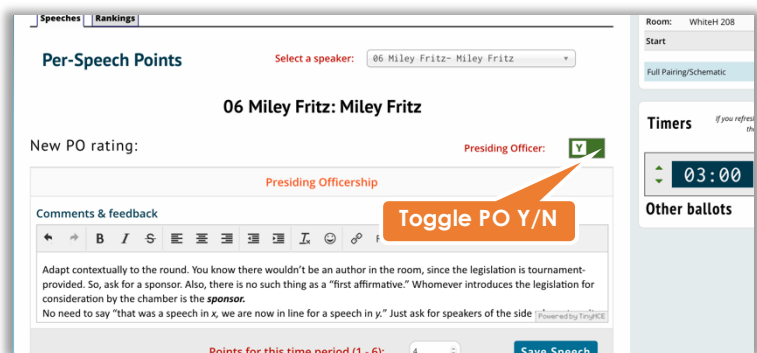 Speeches Rankings
Room: WhiteH 208
Start
Per-Speech Points
Select a speaker: 06 Miley Fritz- Miley Fritz
Full Pairing/Schematic
06 Miley Fritz: Miley Fritz
Timers
If you refresh
New PO rating:
Presiding Officer: Y
Presiding Officership
03:00
Toggle PO Y/N
Other ballots
Comments & feedback
Adapt contextually to the round. You know there wouldn't be an author in the room, since the legislation is tournament-
provided. So, ask for a sponsor. Also, there is no such thing as a "first affirmative." Whomever introduces the legislation for
consideration by the chamber is the sponsor.
No need to say "that was a speech in x, we are now in line for a speech in y." Just ask for speakers of the side
Powered by TinyMCE
Points for this time period (1 - 6): 4
Save Speech